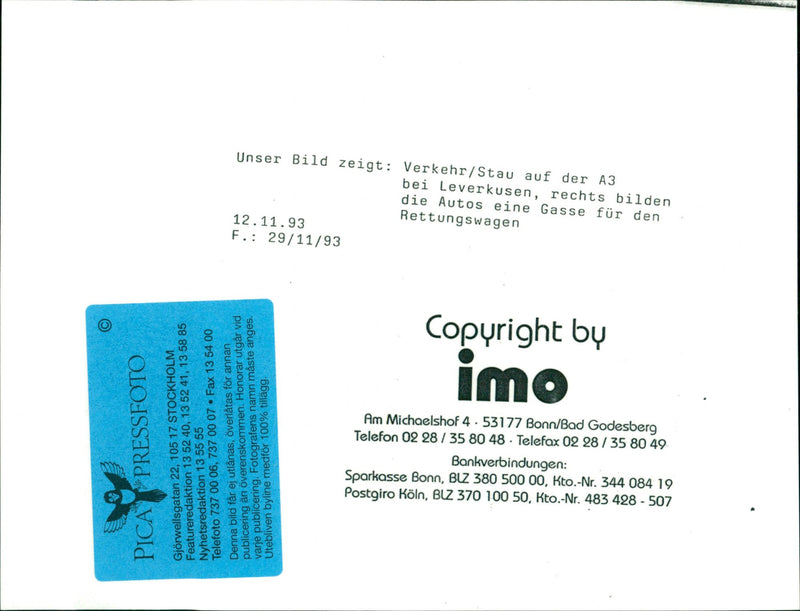 Unser Bild zeigt: Verkehr/Stau auf der A3
bei Leverkusen, rechts bilden
die Autos eine Gasse für den
Rettungswagen
12.11.93
F.: 29/11/93
©
PICA PRESSFOTO
Gjörwellsgatan 22, 105 17 STOCKHOLM
Featureredaktion 13 52 40, 13 52 41, 13 58 85
Nyhetsredaktion 13 55 55
Telefoto 737 00 06, 737 00 07 • Fax 13 54 00
Denna bild får ej utlånas, överlåtas för annan
publicering än överenskommen. Honorar utgår vid
varje publicering. Fotografens namn måste anges.
Utebliven byline medför 100% tillägg.
Copyright by
imo
Am Michaelshof 4 · 53177 Bonn/Bad Godesberg
Telefon 02 28 / 35 80 48 · Telefax 02 28 / 35 80 49
Bankverbindungen:
Sparkasse Bonn, BLZ 380 500 00, Kto.-Nr. 344 084 19
Postgiro Köln, BLZ 370 100 50, Kto.-Nr. 483 428 - 507